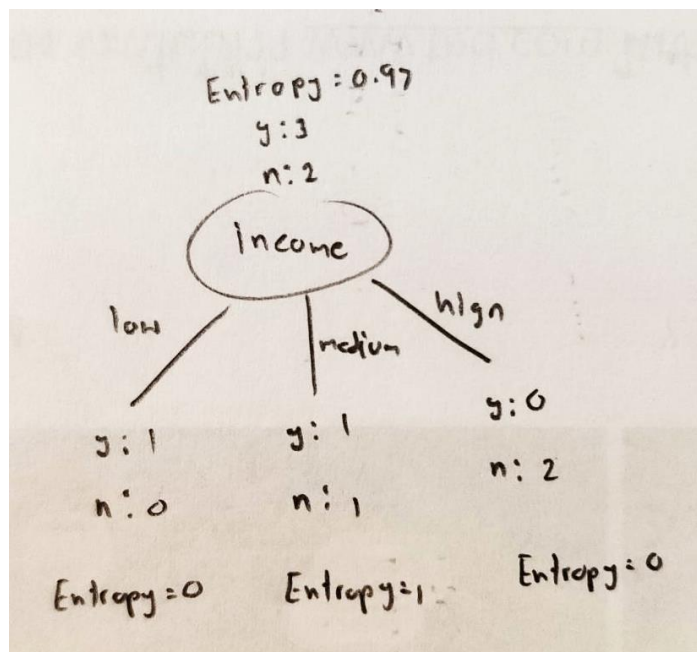 Entropy = 0.97
y : 3
n : 2
income
low
medium
hign
y : 1
n : 0
Entropy = 0
y : 1
n : 1
Entropy = 1
y : 0
n : 2
Entropy = 0